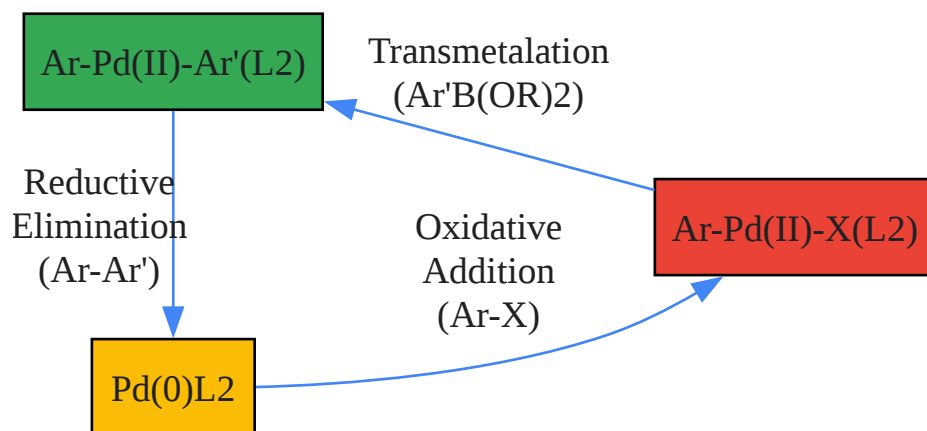 Ar-Pd(II)-Ar'(L2)
Transmetalation
(Ar'B(OR)2)
Reductive
Elimination
(Ar-Ar')
Oxidative
Addition
(Ar-X)
Ar-Pd(II)-X(L2)
Pd(0)L2